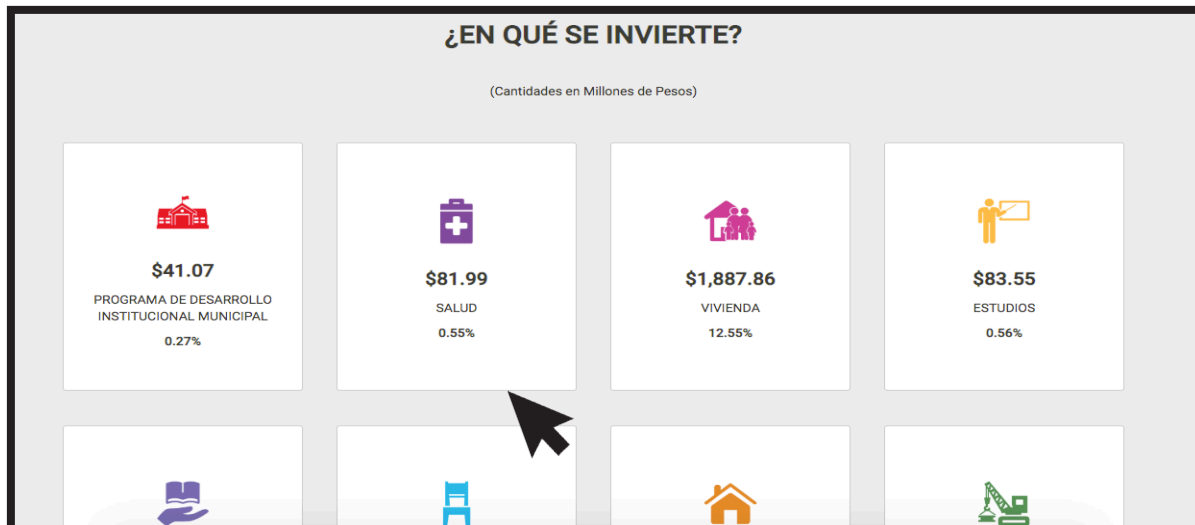 ¿EN QUÉ SE INVIERTE?
(Cantidades en Millones de Pesos)
$41.07
PROGRAMA DE DESARROLLO
INSTITUCIONAL MUNICIPAL
0.27%
$81.99
SALUD
0.55%
$1,887.86
VIVIENDA
12.55%
$83.55
ESTUDIOS
0.56%